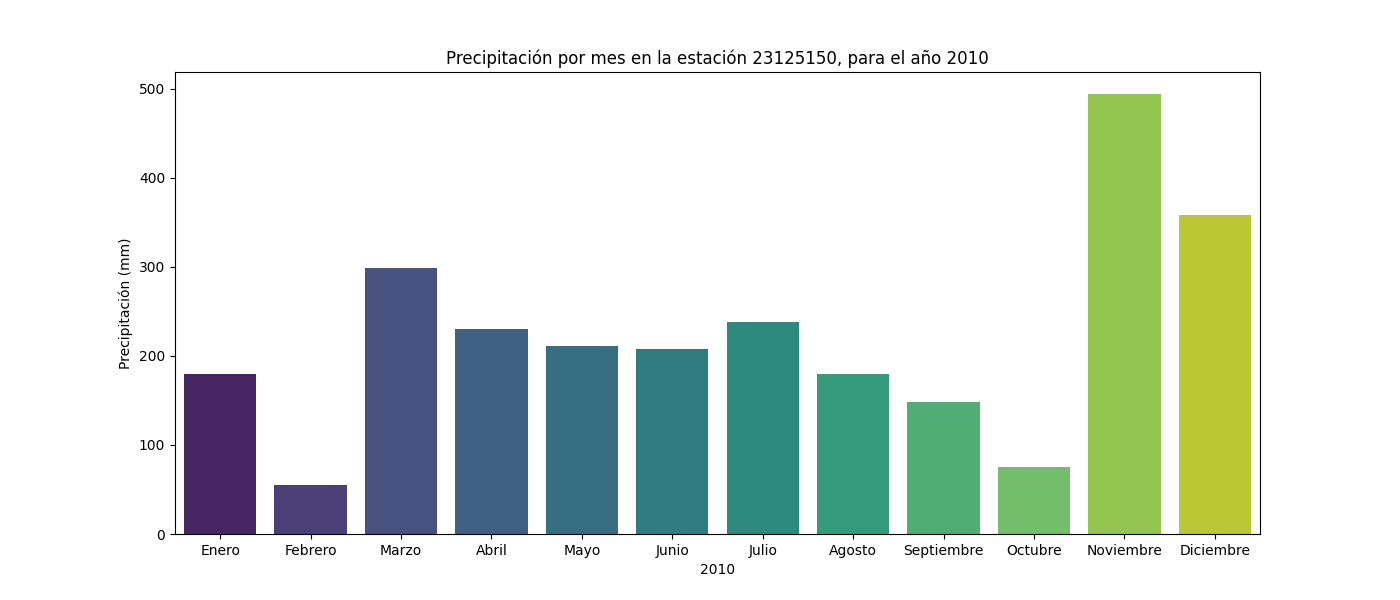 Precipitación por mes en la estación 23125150, para el año 2010
Precipitación (mm)
500
400
300
200
100
0
Enero Febrero Marzo Abril Mayo Junio Julio Agosto Septiembre Octubre Noviembre Diciembre
2010